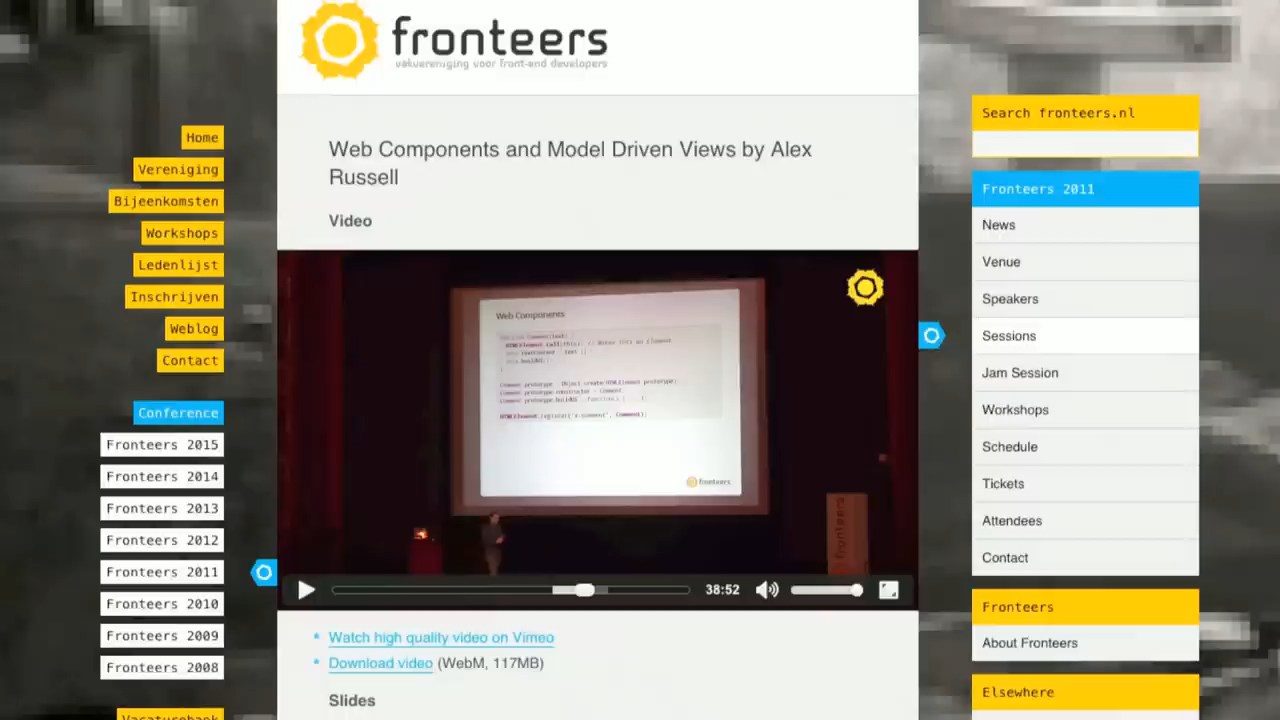 fronteers
vakvereniging voor front-end developers
Home
Vereniging
Bijeenkomsten
Workshops
Ledenlijst
Inschrijven
Weblog
Contact
Conference
Fronteers 2015
Fronteers 2014
Fronteers 2013
Fronteers 2012
Fronteers 2011
Fronteers 2010
Fronteers 2009
Fronteers 2008
Vacaturebank
Web Components and Model Driven Views by Alex
Russell
Video
Web Components
fronteers
fronteers
38:52
Watch high quality video on Vimeo
Download video (WebM, 117MB)
Slides
Search fronteers.nl
Fronteers 2011
News
Venue
Speakers
Sessions
Jam Session
Workshops
Schedule
Tickets
Attendees
Contact
Fronteers
About Fronteers
Elsewhere